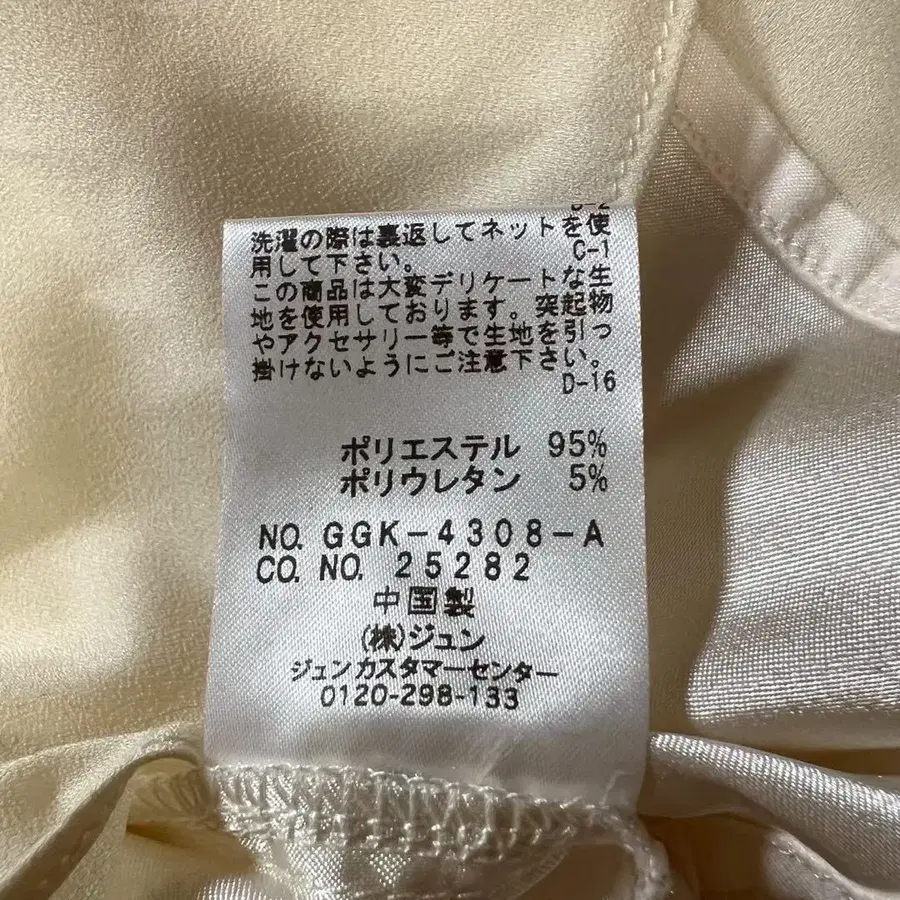 洗濯の際は裏返してネットを使
用して下さい。 C-1
この商品は大変デリケートな生
地を使用しております。突起物
やアクセサリー等で生地を引っ
掛けないようにご注意下さい。
D-16
ポリエステル 95%
ポリウレタン 5%
NO. GGK-4308-A
CO. NO. 25282
中国製
(株)ジュン
ジュンカスタマーセンター
0120-298-133